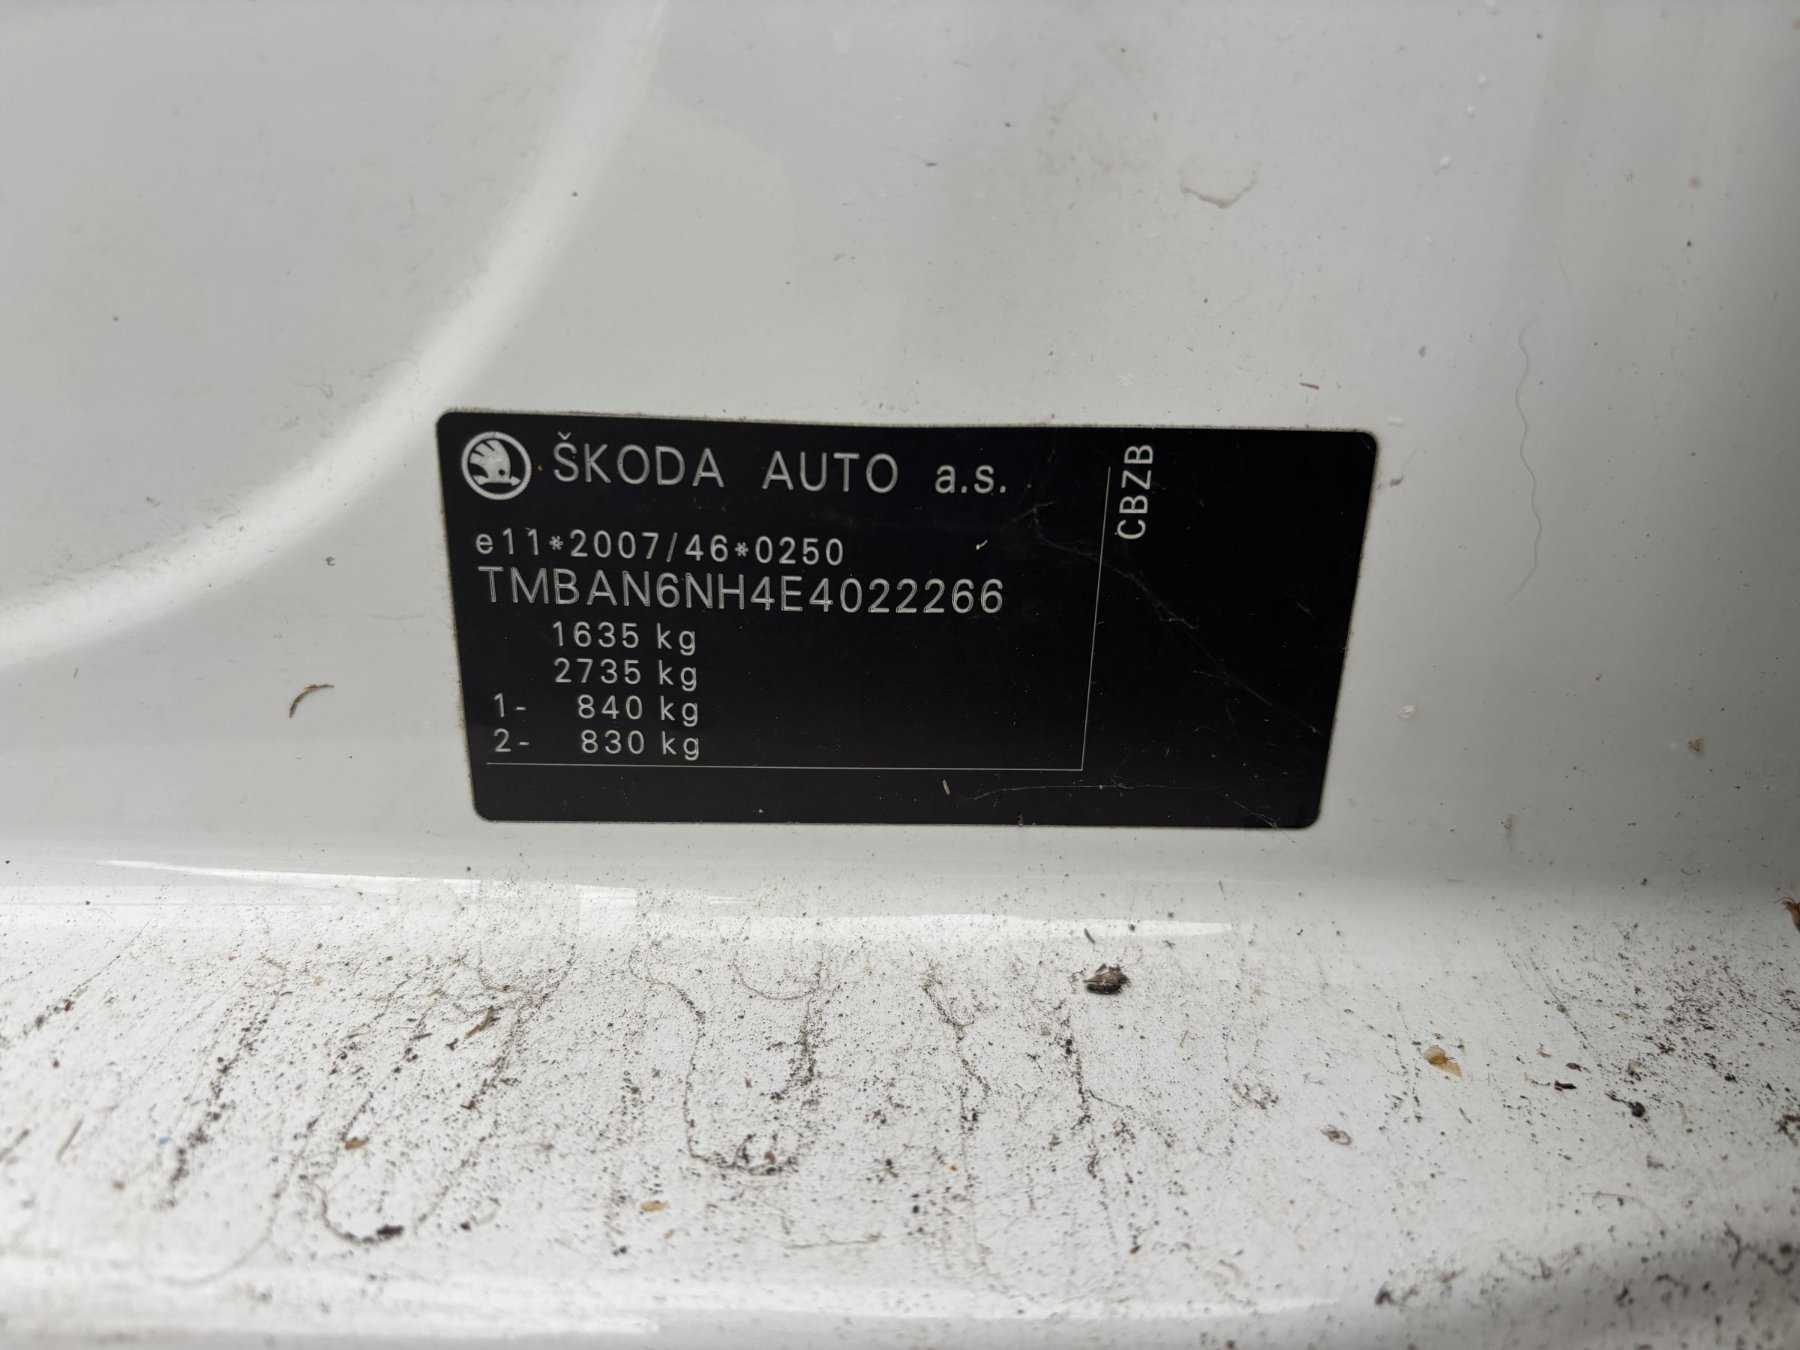 ŠKODA AUTO a.s.
e11*2007/46*0250
TMBAN6NH4E4022266
1635 kg
2735 kg
1- 840 kg
2- 830 kg
CBZB